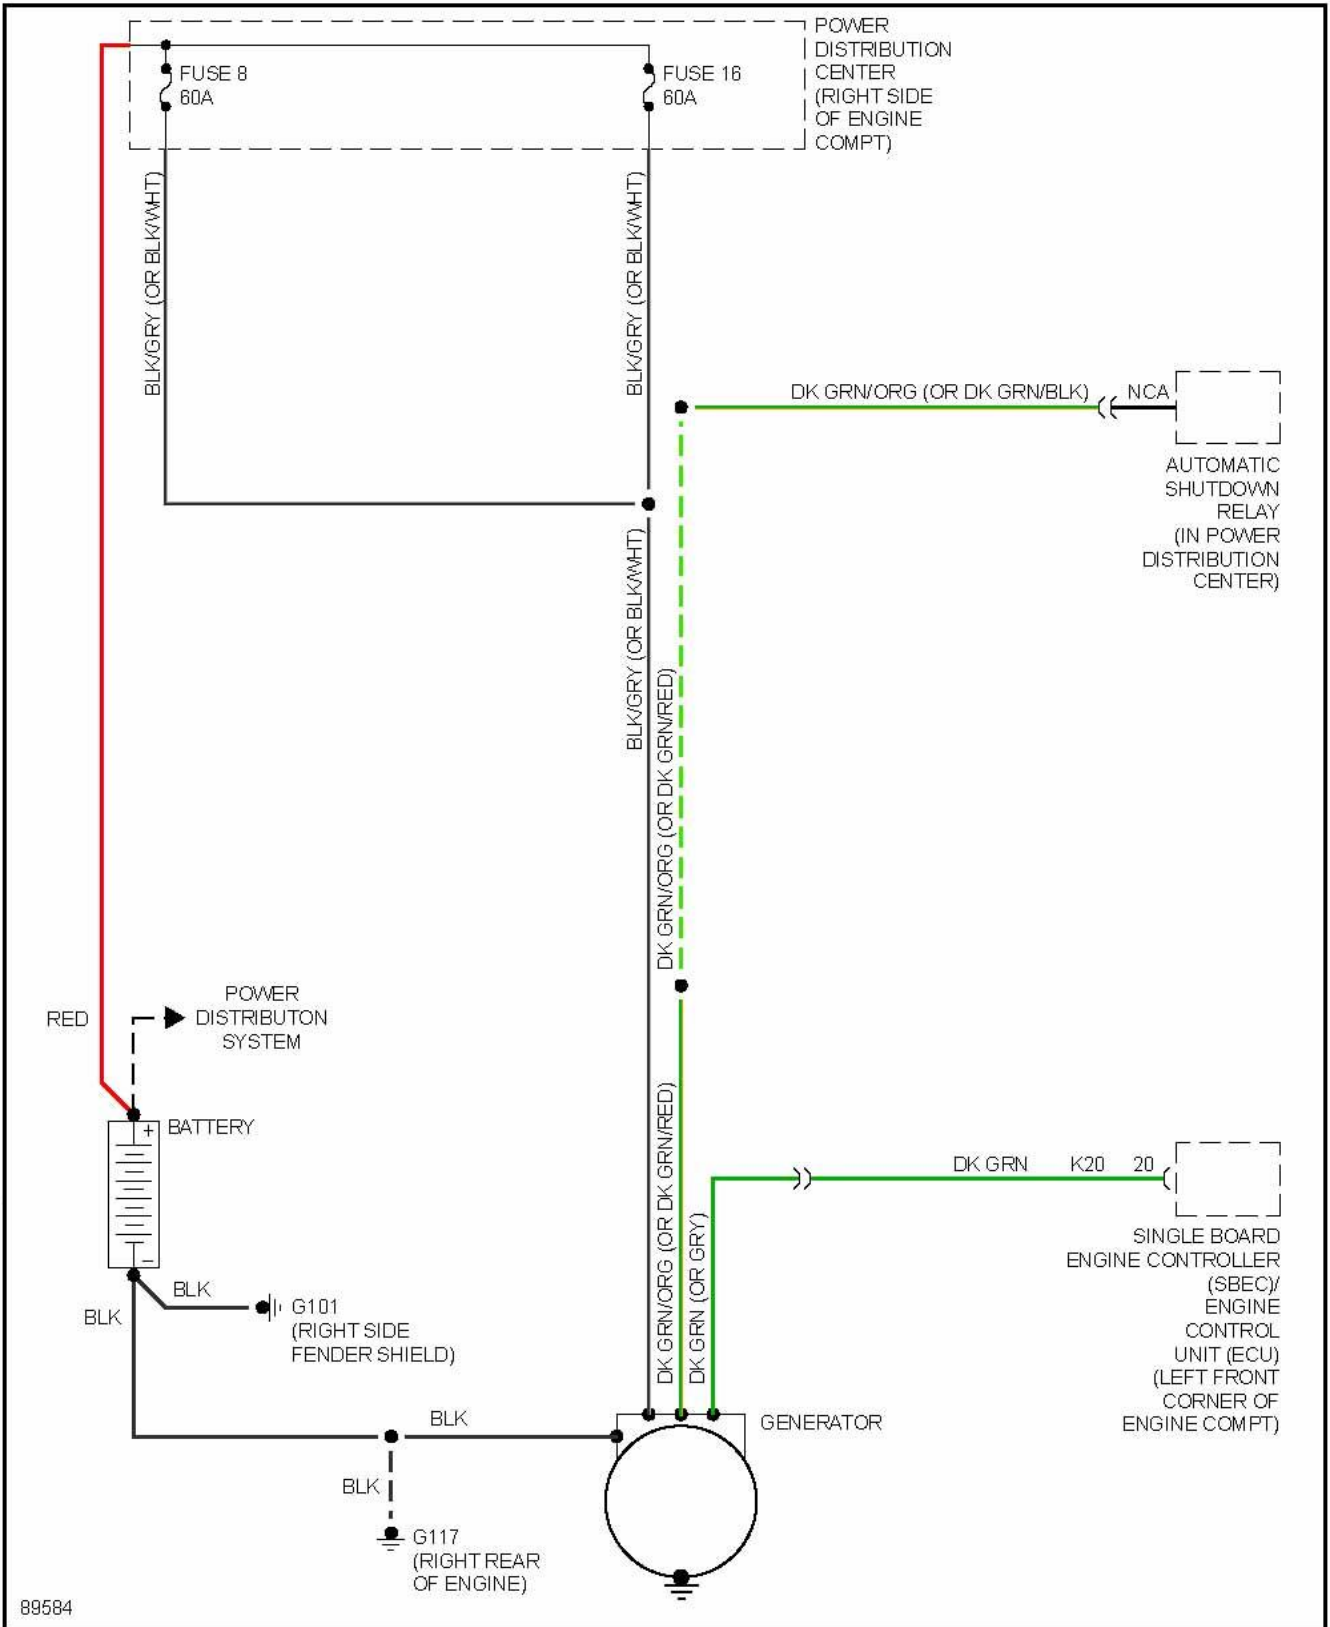 POWER
DISTRIBUTION
CENTER
(RIGHT SIDE
OF ENGINE
COMPT)
FUSE 8
60A
FUSE 16
60A
BLK/GRY (OR BLK/WHT)
BLK/GRY (OR BLK/WHT)
DK GRN/ORG (OR DK GRN/BLK)
NCA
AUTOMATIC
SHUTDOWN
RELAY
(IN POWER
DISTRIBUTION
CENTER)
BLK/GRY (OR BLK/WHT)
DK GRN/ORG (OR DK GRN/RED)
RED
POWER
DISTRIBUTON
SYSTEM
+
BATTERY
–
DK GRN/ORG (OR DK GRN/RED)
DK GRN (OR GRY)
DK GRN K20 20
SINGLE BOARD
ENGINE CONTROLLER
(SBEC)/
ENGINE
CONTROL
UNIT (ECU)
(LEFT FRONT
CORNER OF
ENGINE COMPT)
BLK
BLK
G101
(RIGHT SIDE
FENDER SHIELD)
BLK
GENERATOR
BLK
G117
(RIGHT REAR
OF ENGINE)
89584